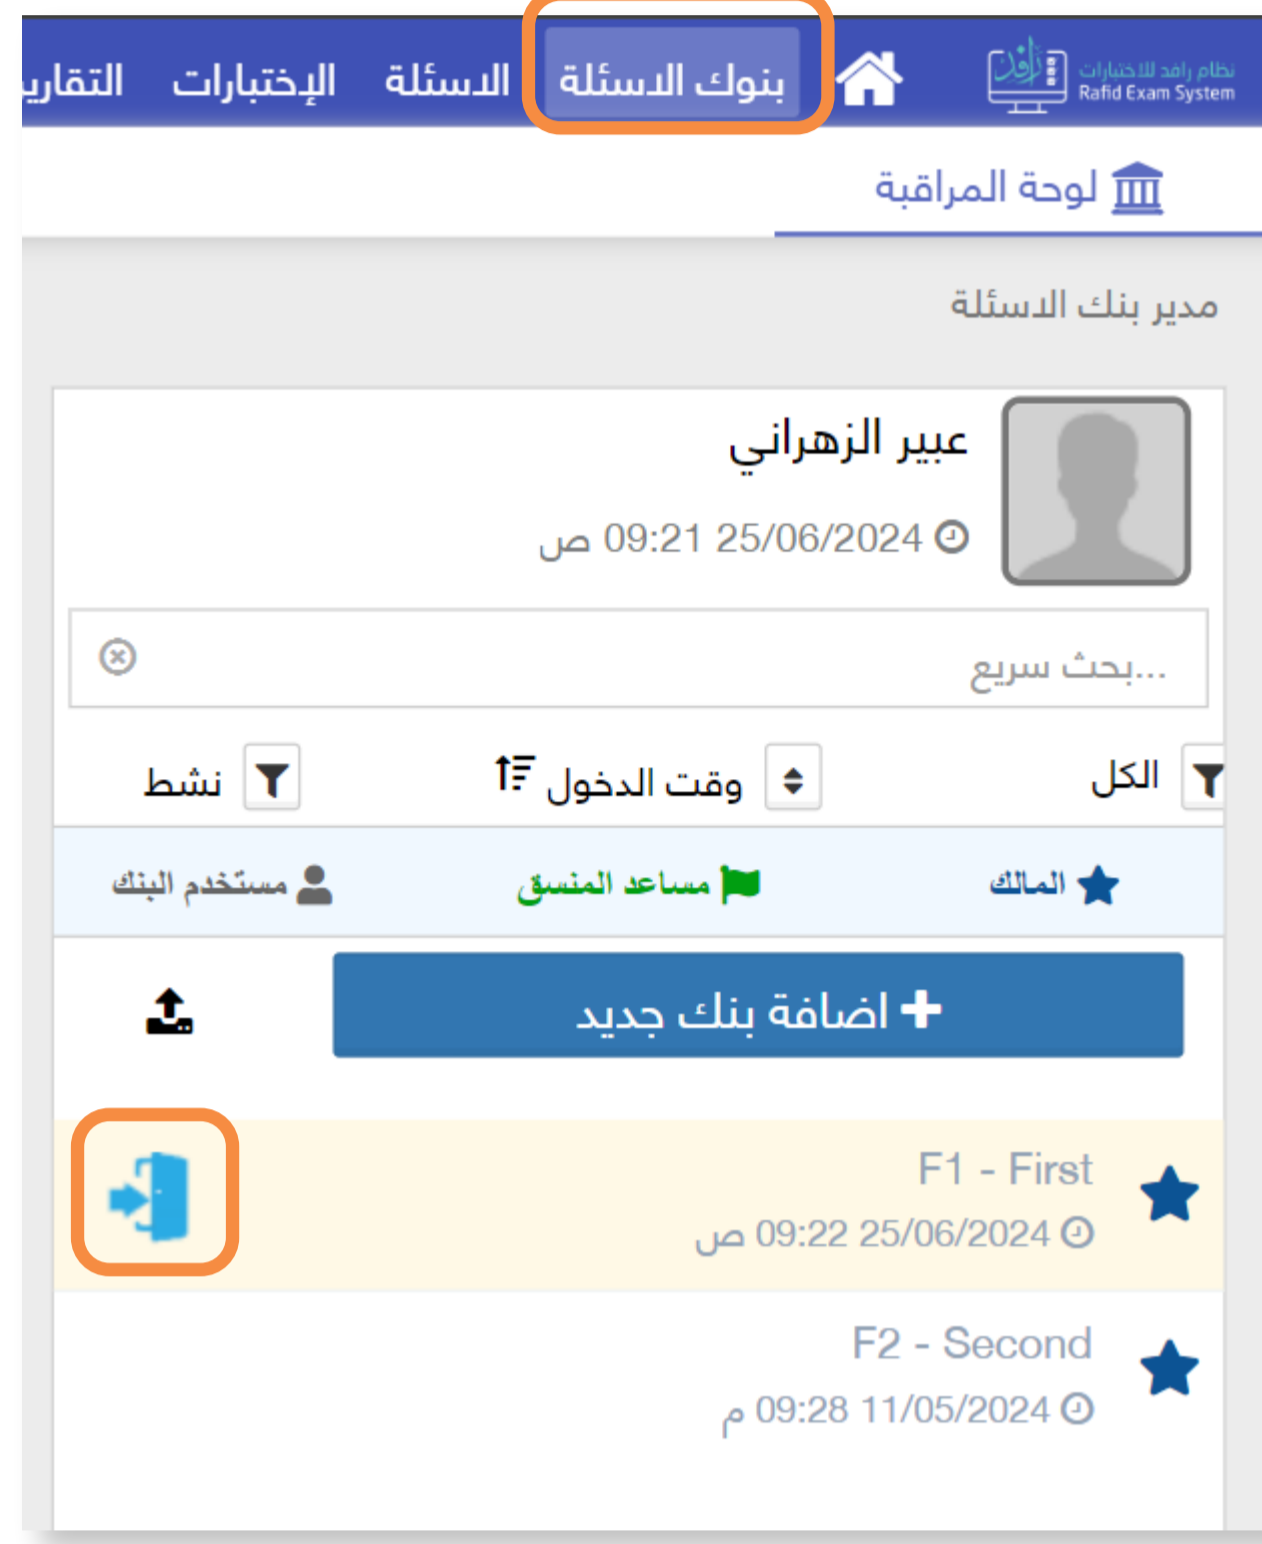 نظام رافد للاختبارات
Rafid Exam System
رافد
بنوك الاسئلة
الاسئلة
الإختبارات
لوحة المراقبة
مدير بنك الاسئلة
عبير الزهراني
25/06/2024 09:21 ص
بحث سريع...
الكل
وقت الدخول
نشط
المالك
مساعد المنسق
مستخدم البنك
اضافة بنك جديد
F1 - First
25/06/2024 09:22 ص
F2 - Second
11/05/2024 09:28 م